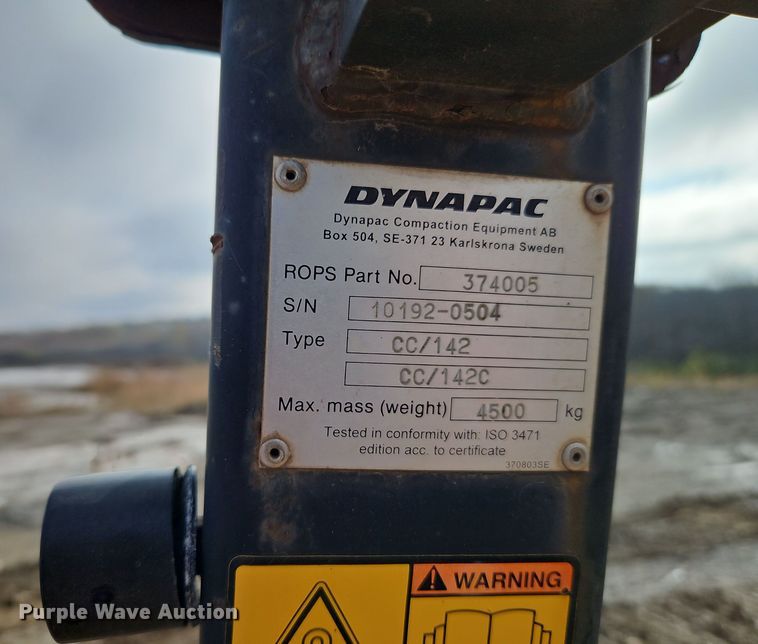 DYNAPAC
Dynapac Compaction Equipment AB
Box 504, SE-371 23 Karlskrona Sweden
ROPS Part No. 374005
S/N 10192-0504
Type CC/142
CC/142C
Max. mass (weight) 4500 kg
Tested in conformity with: ISO 3471
edition acc. to certificate
370803SE
WARNING
Purple Wave Auction